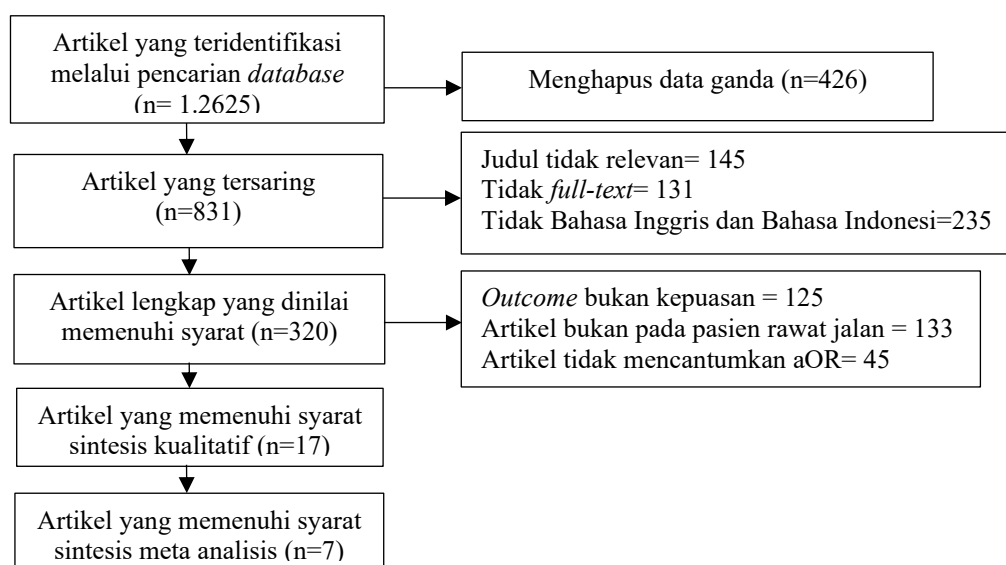 Artikel yang teridentifikasi
melalui pencarian database
(n= 1.2625)
Menghapus data ganda (n=426)
Artikel yang tersaring
(n=831)
Judul tidak relevan= 145
Tidak full-text= 131
Tidak Bahasa Inggris dan Bahasa Indonesi=235
Artikel lengkap yang dinilai
memenuhi syarat (n=320)
Outcome bukan kepuasan = 125
Artikel bukan pada pasien rawat jalan = 133
Artikel tidak mencantumkan aOR= 45
Artikel yang memenuhi syarat
sintesis kualitatif (n=17)
Artikel yang memenuhi syarat
sintesis meta analisis (n=7)